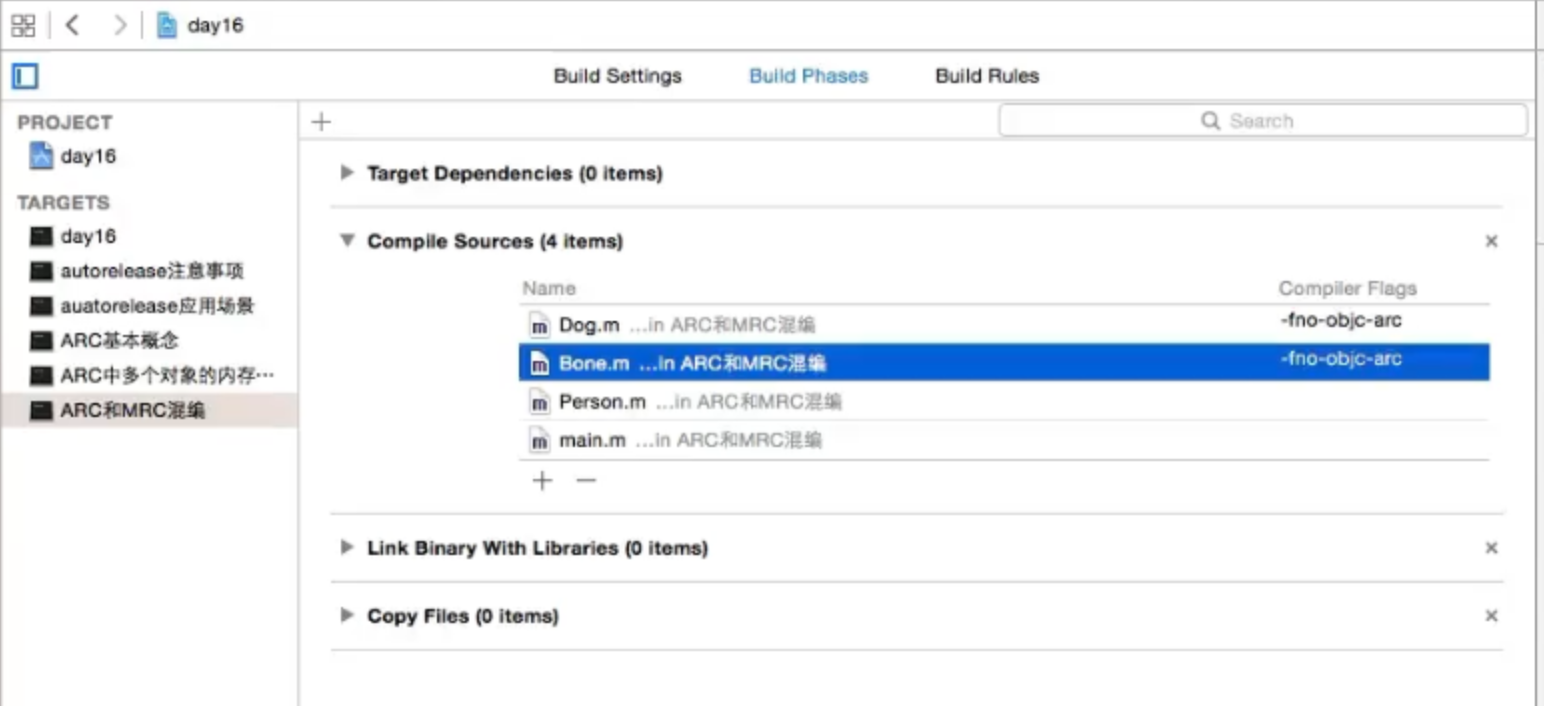 day16
Build Settings Build Phases Build Rules
PROJECT
day16
TARGETS
day16
autorelease注意事项
auatorelease应用场景
ARC基本概念
ARC中多个对象的内存…
ARC和MRC混编
+ Search
Target Dependencies (0 items)
Compile Sources (4 items) ×
Name Compiler Flags
Dog.m ...in ARC和MRC混编 -fno-objc-arc
Bone.m ...in ARC和MRC混编 -fno-objc-arc
Person.m ...in ARC和MRC混编
main.m ...in ARC和MRC混编
+ −
Link Binary With Libraries (0 items) ×
Copy Files (0 items) ×